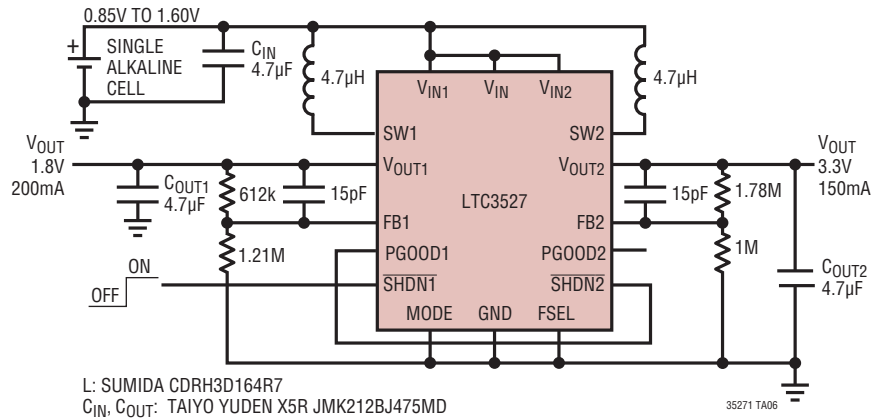 0.85V TO 1.60V
+
SINGLE
ALKALINE
CELL
CIN
4.7µF
4.7µH
VIN1
VIN
VIN2
4.7µH
SW1
SW2
VOUT
1.8V
200mA
VOUT1
VOUT2
VOUT
3.3V
150mA
COUT1
4.7µF
612k
15pF
LTC3527
15pF
1.78M
FB1
FB2
1.21M
PGOOD1
PGOOD2
1M
ON
OFF
SHDN1
SHDN2
COUT2
4.7µF
MODE
GND
FSEL
L: SUMIDA CDRH3D164R7
CIN, COUT: TAIYO YUDEN X5R JMK212BJ475MD
35271 TA06